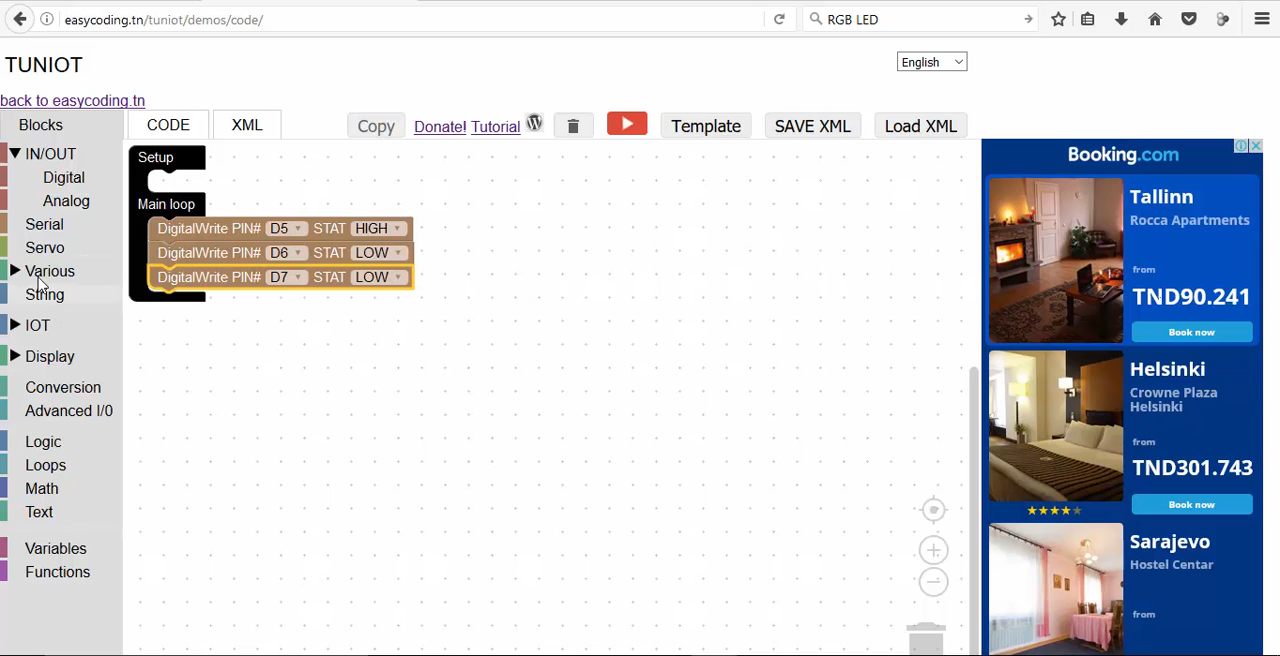 easycoding.tn/tuniot/demos/code/
RGB LED
TUNIOT
English
back to easycoding.tn
Blocks
CODE
XML
Copy
Donate!
Tutorial
Template
SAVE XML
Load XML
IN/OUT
Digital
Analog
Serial
Servo
Various
String
IOT
Display
Conversion
Advanced I/0
Logic
Loops
Math
Text
Variables
Functions
Setup
Main loop
DigitalWrite PIN# D5 STAT HIGH
DigitalWrite PIN# D6 STAT LOW
DigitalWrite PIN# D7 STAT LOW
Booking.com
Tallinn
Rocca Apartments
from
TND90.241
Book now
Helsinki
Crowne Plaza
Helsinki
from
TND301.743
Book now
Sarajevo
Hostel Centar
from